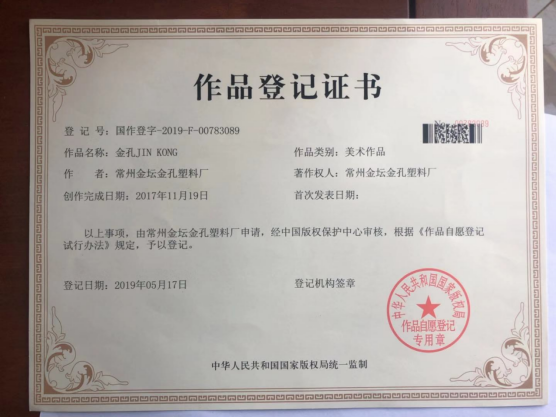 作品登记证书
No. 00783089
登 记 号：国作登字-2019-F-00783089
作品名称：金孔JIN KONG 作品类别：美术作品
作 者：常州金坛金孔塑料厂 著作权人：常州金坛金孔塑料厂
创作完成日期：2017年11月19日 首次发表日期：
以上事项，由常州金坛金孔塑料厂申请，经中国版权保护中心审核，根据《作品自愿登记
试行办法》规定，予以登记。
登记日期：2019年05月17日 登记机构签章
中华人民共和国国家版权局
作品自愿登记
专用章
中华人民共和国国家版权局统一监制